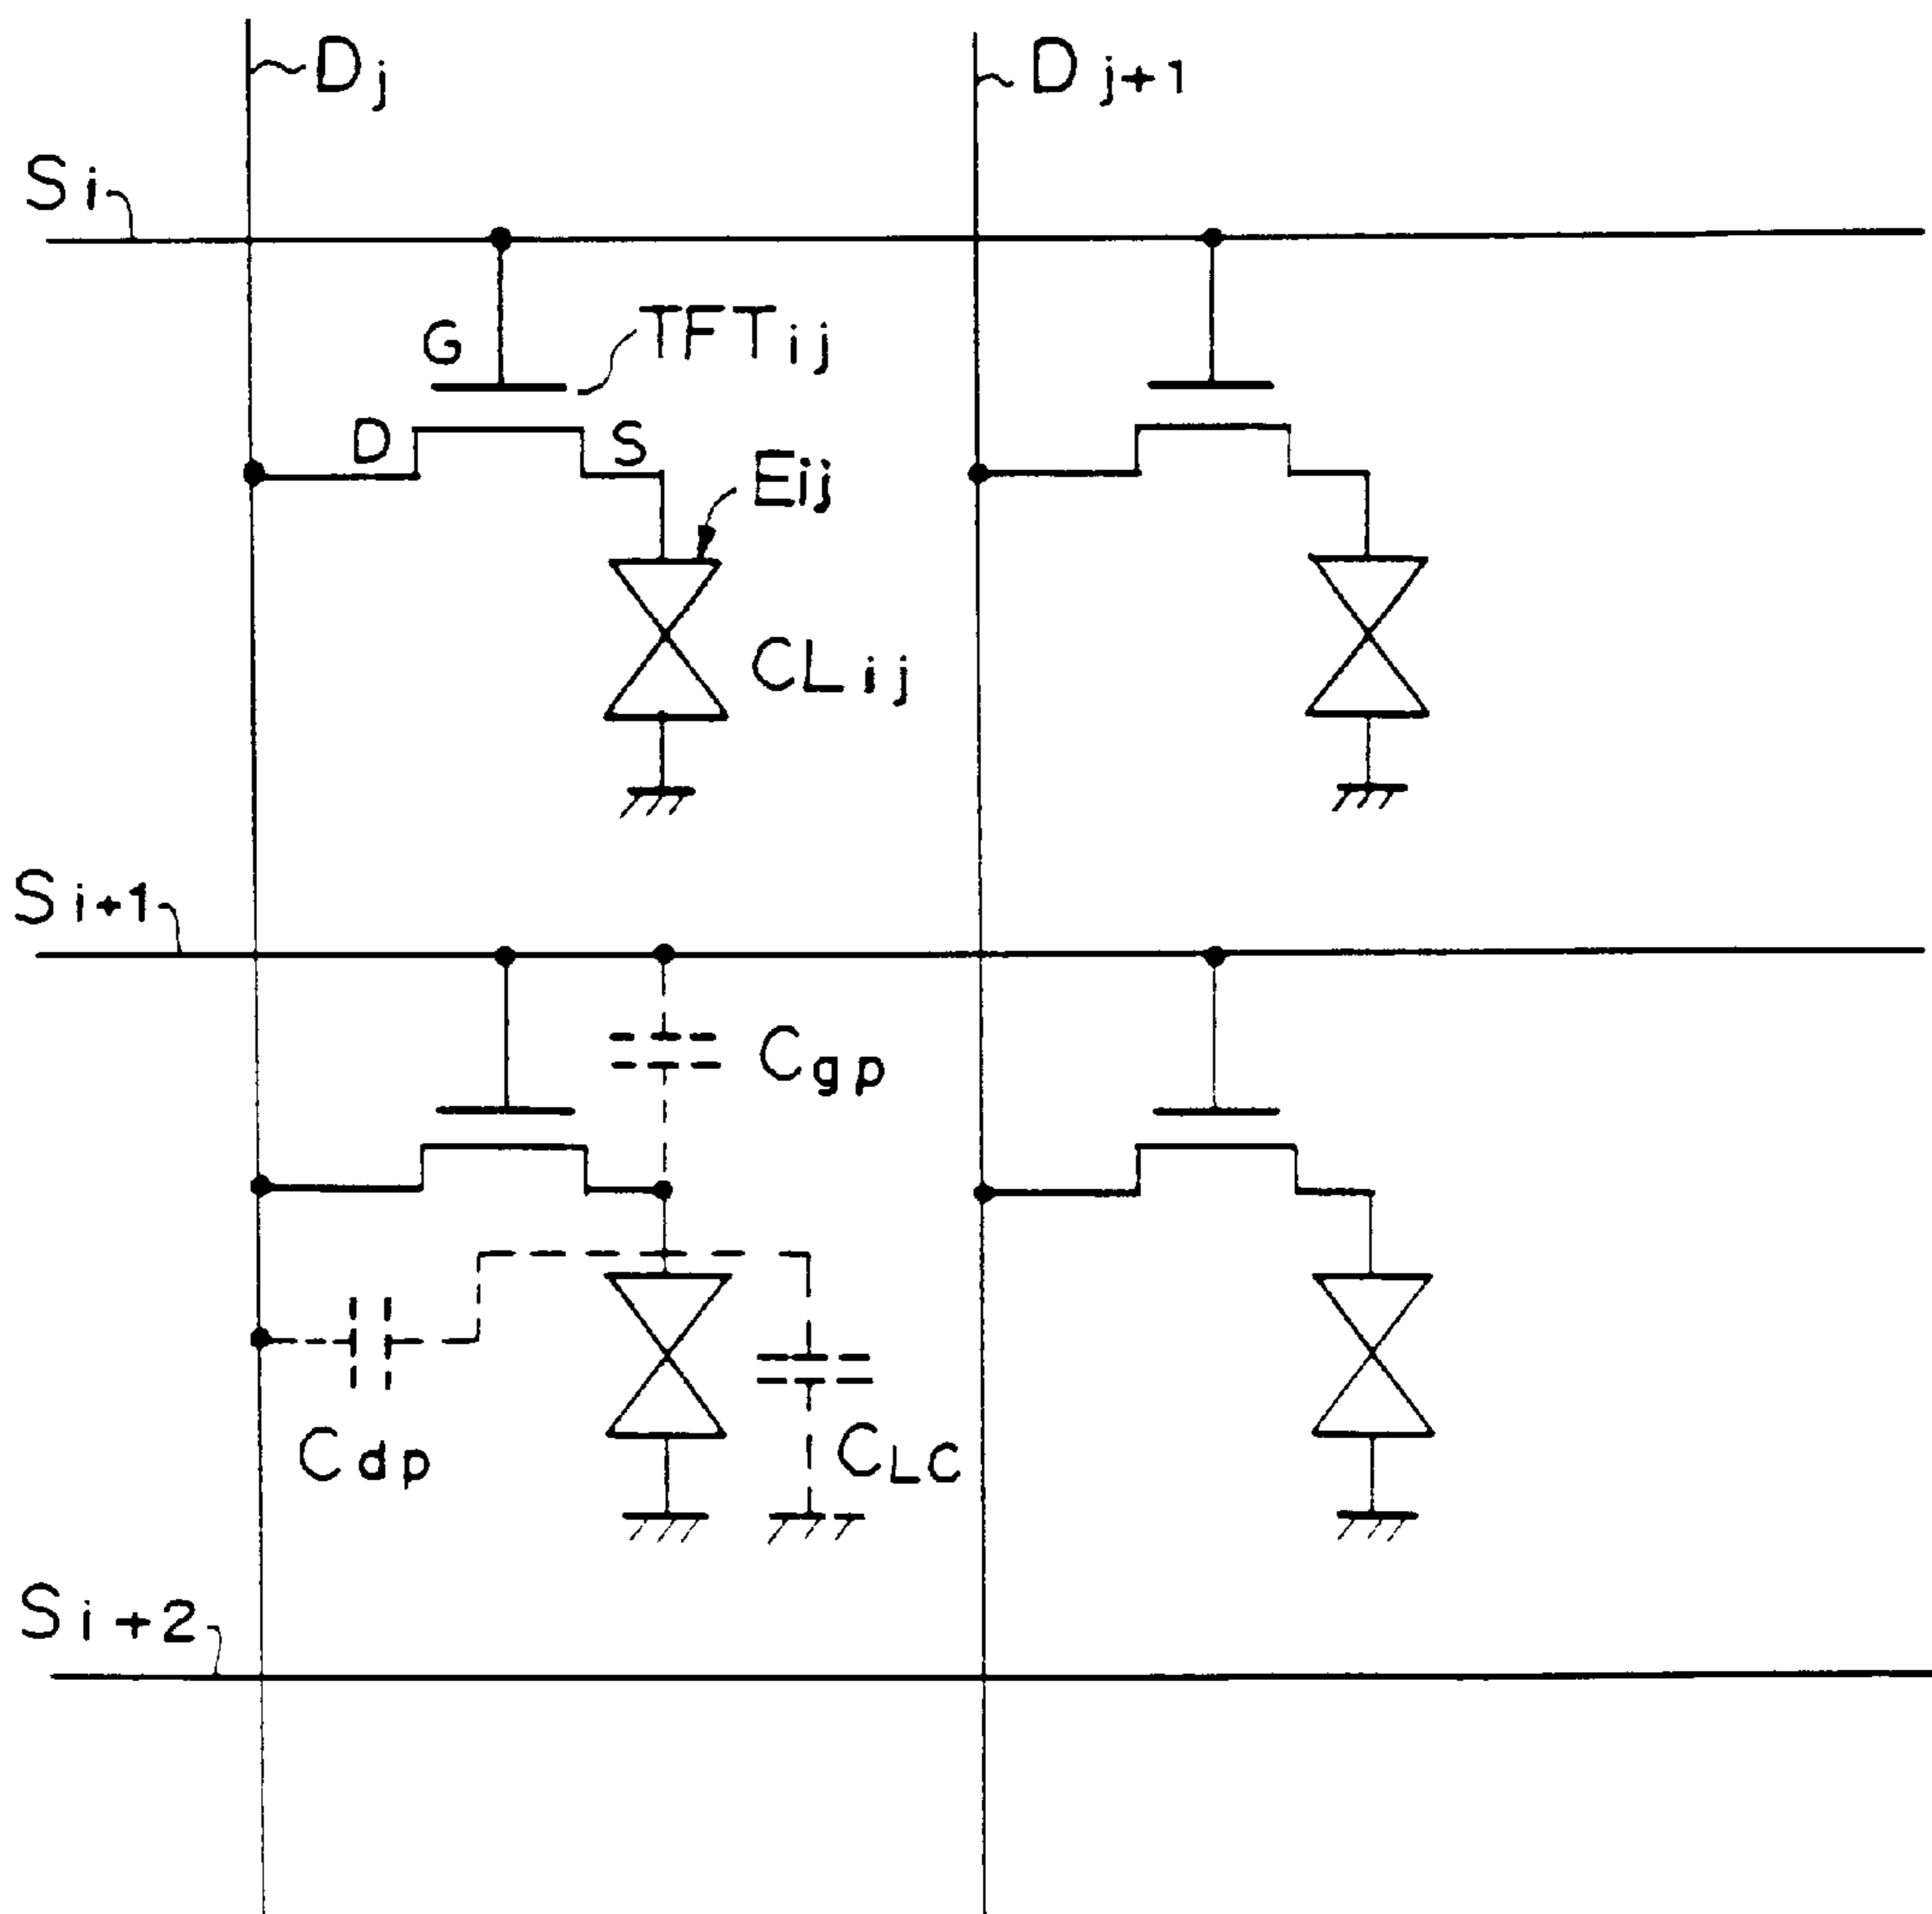 Dj
Dj+1
Si
G
TFTij
D
S
Eij
CLij
Si+1
Cgp
Cdp
CLC
Si+2